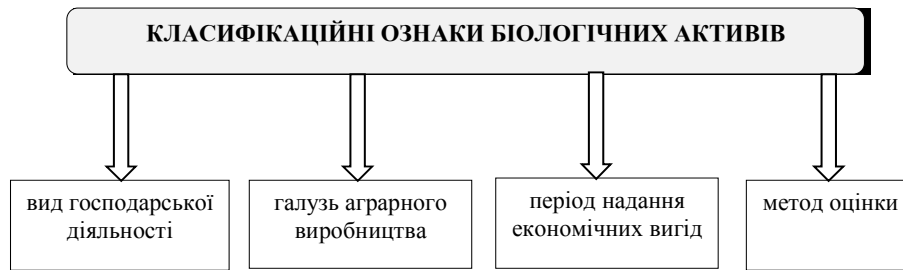 КЛАСИФІКАЦІЙНІ ОЗНАКИ БІОЛОГІЧНИХ АКТИВІВ
вид господарської
діяльності
галузь аграрного
виробництва
період надання
економічних вигід
метод оцінки